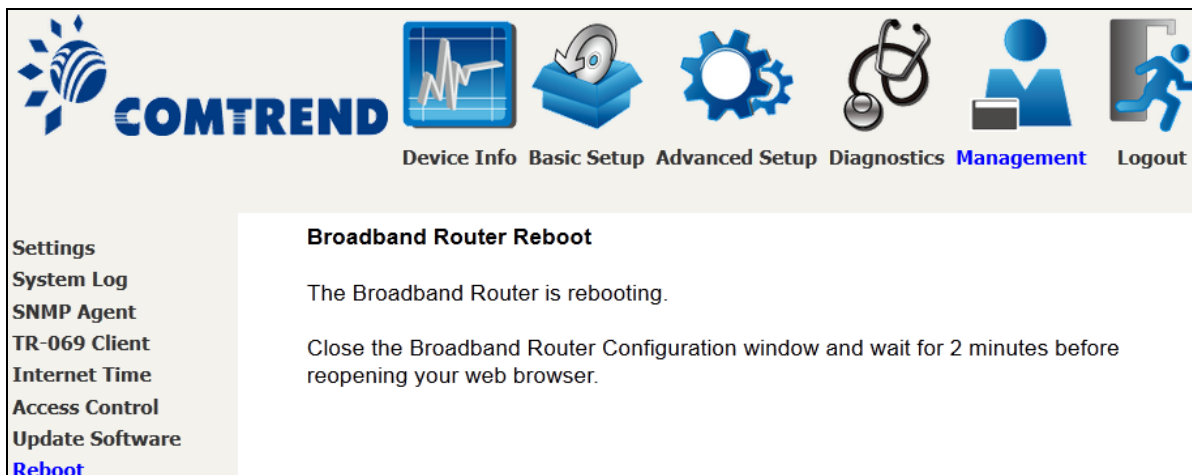 COMTREND
Device Info Basic Setup Advanced Setup Diagnostics Management Logout
Settings
System Log
SNMP Agent
TR-069 Client
Internet Time
Access Control
Update Software
Reboot
Broadband Router Reboot
The Broadband Router is rebooting.
Close the Broadband Router Configuration window and wait for 2 minutes before
reopening your web browser.